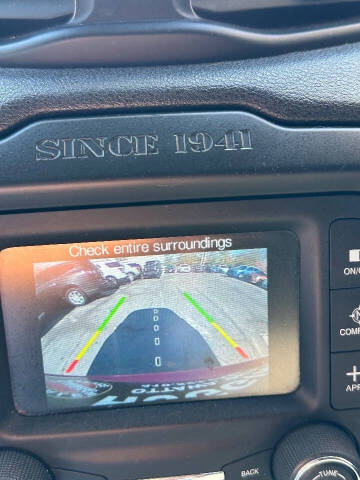 SINCE 1941
Check entire surroundings
ON/O
COMP
APP
BACK
TUNE